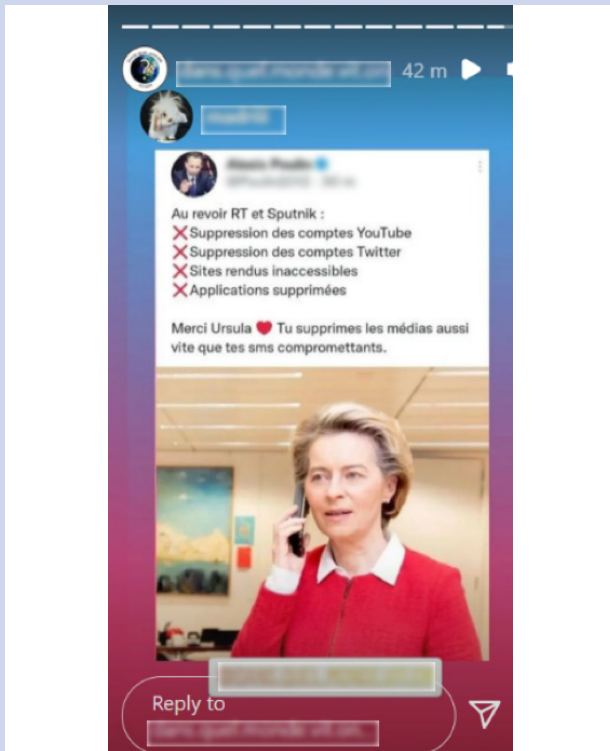 42 m
Au revoir RT et Sputnik :
❌Suppression des comptes YouTube
❌Suppression des comptes Twitter
❌Sites rendus inaccessibles
❌Applications supprimées
Merci Ursula ❤️ Tu supprimes les médias aussi
vite que tes sms compromettants.
Reply to